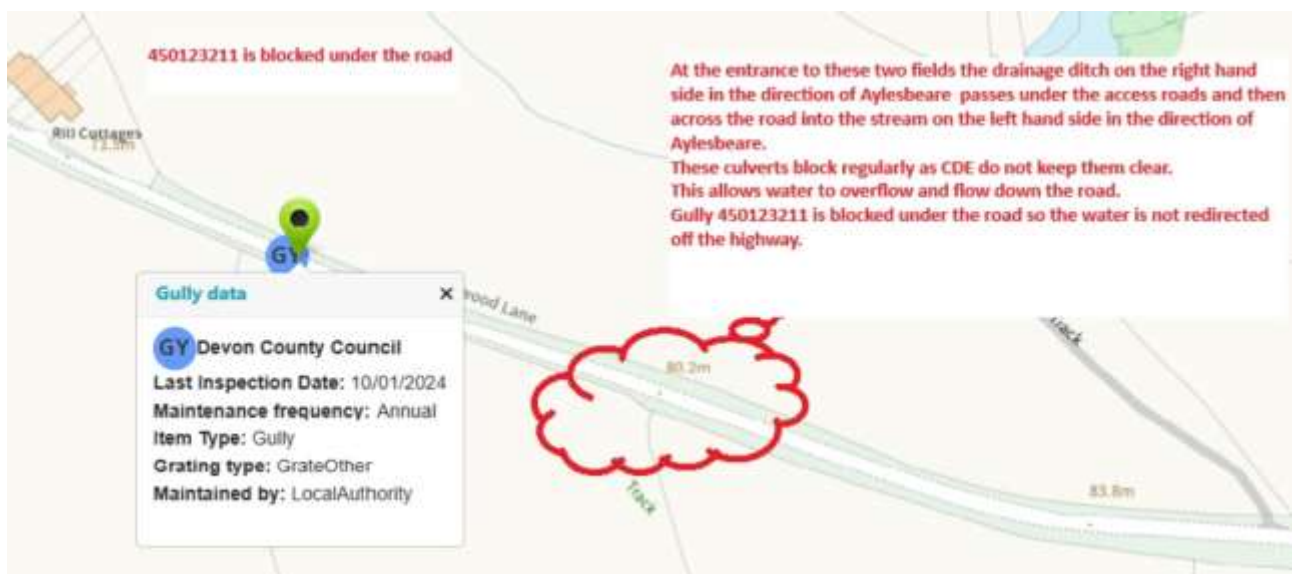 450123211 is blocked under the road
At the entrance to these two fields the drainage ditch on the right hand
side in the direction of Aylesbeare passes under the access roads and then
across the road into the stream on the left hand side in the direction of
Aylesbeare.
These culverts block regularly as CDE do not keep them clear.
This allows water to overflow and flow down the road.
Gully 450123211 is blocked under the road so the water is not redirected
off the highway.
Rill Cottages
GY
Gully data
×
wood Lane
GY Devon County Council
Last Inspection Date: 10/01/2024
Maintenance frequency: Annual
Item Type: Gully
Grating type: GrateOther
Maintained by: LocalAuthority
80.2m
Track
Track
83.8m